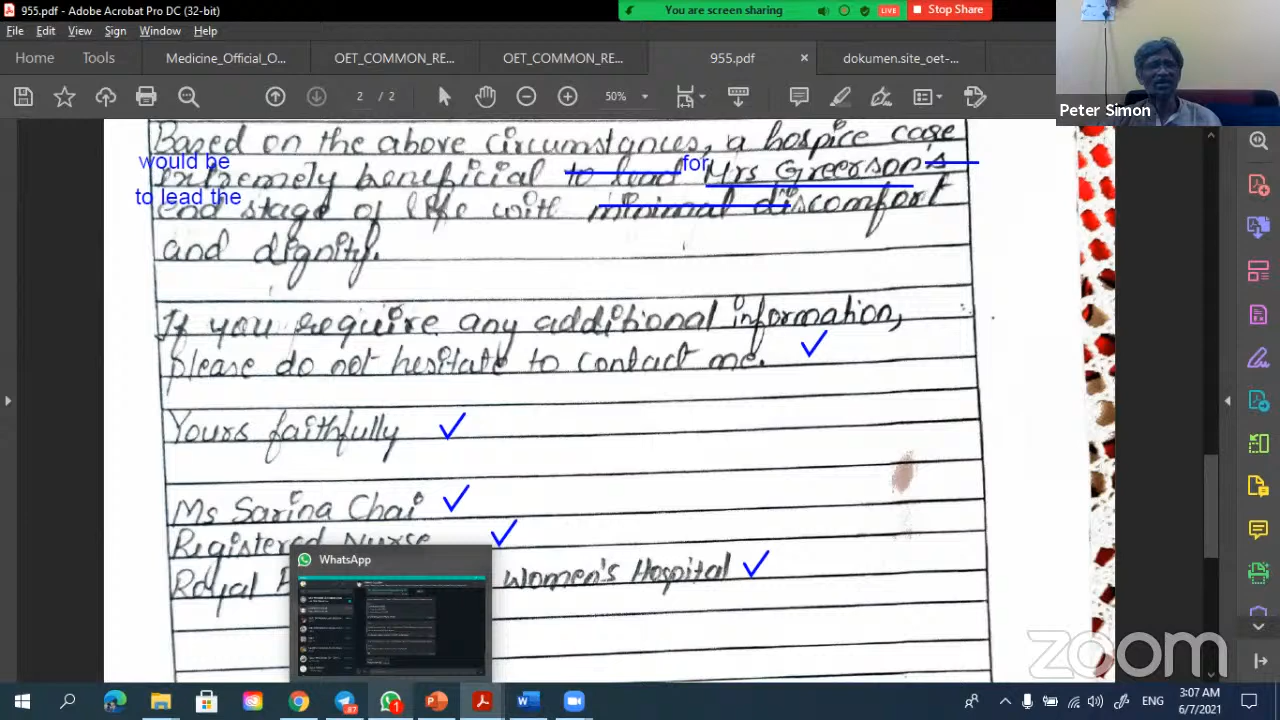 955.pdf - Adobe Acrobat Pro DC (32-bit)
You are screen sharing
LIVE
Stop Share
File Edit View Sign Window Help
Home Tools Medicine_Official_O... OET_COMMON_RE... OET_COMMON_RE... 955.pdf × dokumen.site_oet-...
2 / 2 50%
Peter Simon
Based on the above circumstances, a hospice case
would be for
extremely beneficial to lead Mrs Greerson's
to lead the
end stage of life with minimal discomfort
and dignity.
If you require any additional information,
please do not hesitate to contact me.
Yours faithfully
Ms Sarina Chai
Registered Nurse
WhatsApp
Royal Women's Hospital
zoom
ENG
3:07 AM
6/7/2021